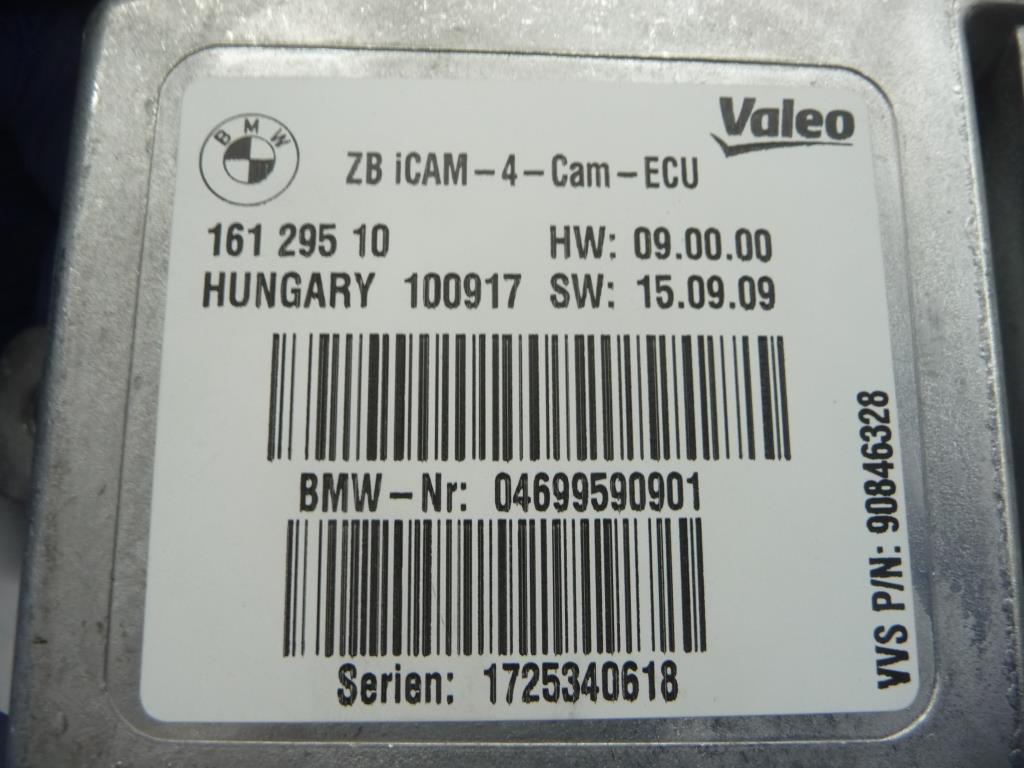 BMW
Valeo
ZB iCAM-4-Cam-ECU
161 295 10 HW: 09.00.00
HUNGARY 100917 SW: 15.09.09
BMW-Nr: 04699590901
Serien: 1725340618
VVS P/N: 90846328